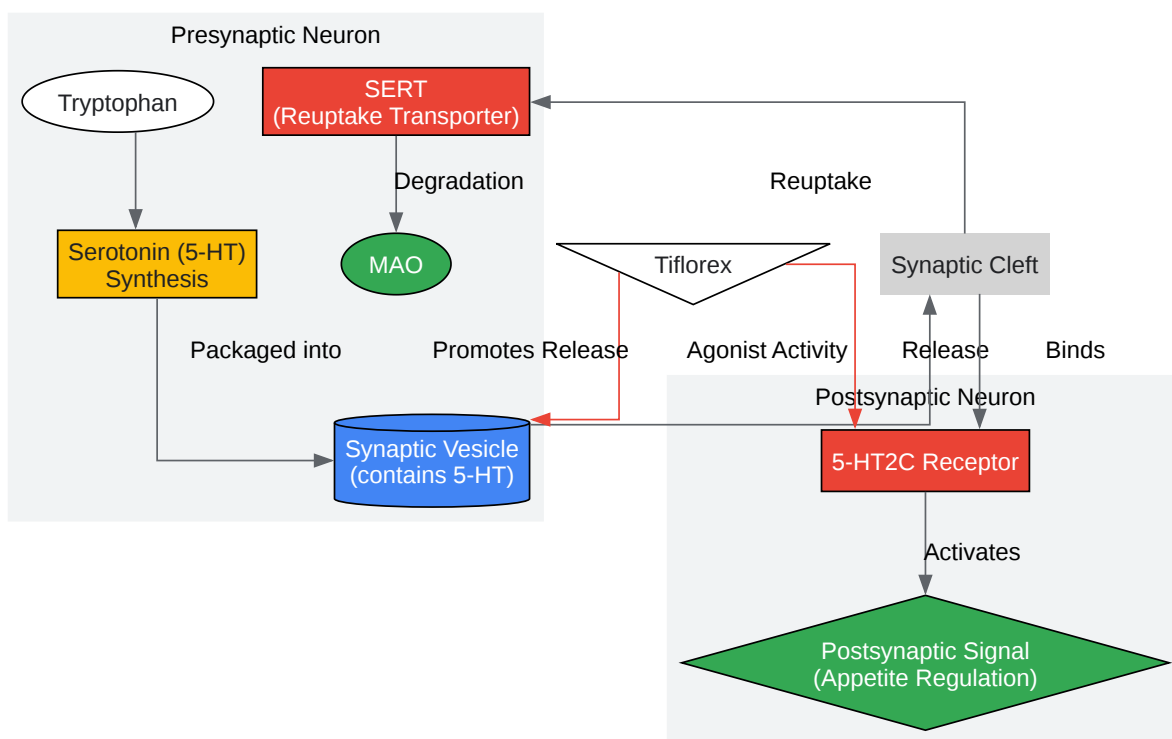 Presynaptic Neuron
Tryptophan
SERT
(Reuptake Transporter)
Degradation
Reuptake
Serotonin (5-HT)
Synthesis
MAO
Tiflorex
Synaptic Cleft
Packaged into
Promotes Release
Agonist Activity
Release
Binds
Postsynaptic Neuron
Synaptic Vesicle
(contains 5-HT)
5-HT2C Receptor
Activates
Postsynaptic Signal
(Appetite Regulation)